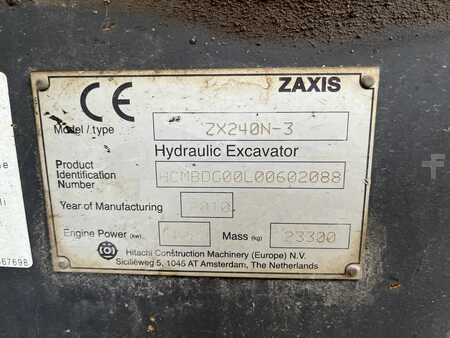 CE
ZAXIS
Model / type ZX240N-3
Hydraulic Excavator
Product
Identification HCMBDG00L00602088
Number
Year of Manufacturing 2010
Engine Power (kw)
Mass (kg) 23300
Hitachi Construction Machinery (Europe) N.V.
Siciliëweg 5, 1045 AT Amsterdam, The Netherlands